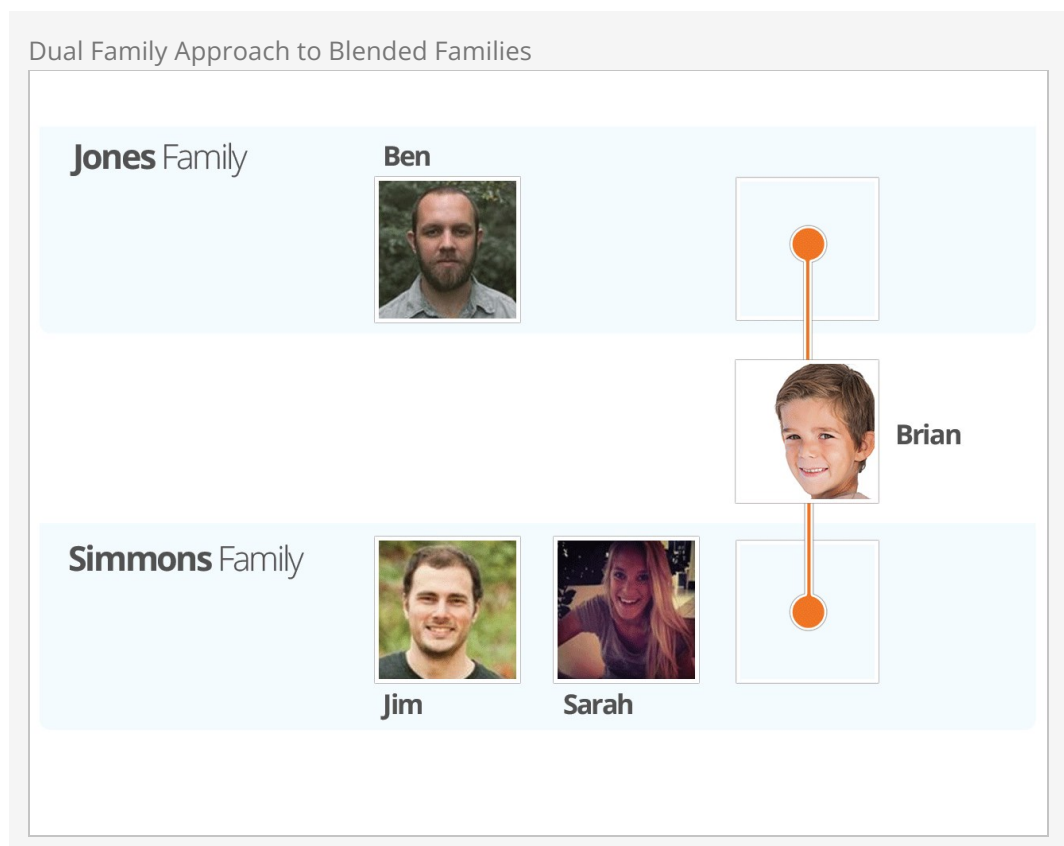 Dual Family Approach to Blended Families
Jones Family
Ben
Brian
Simmons Family
Jim
Sarah